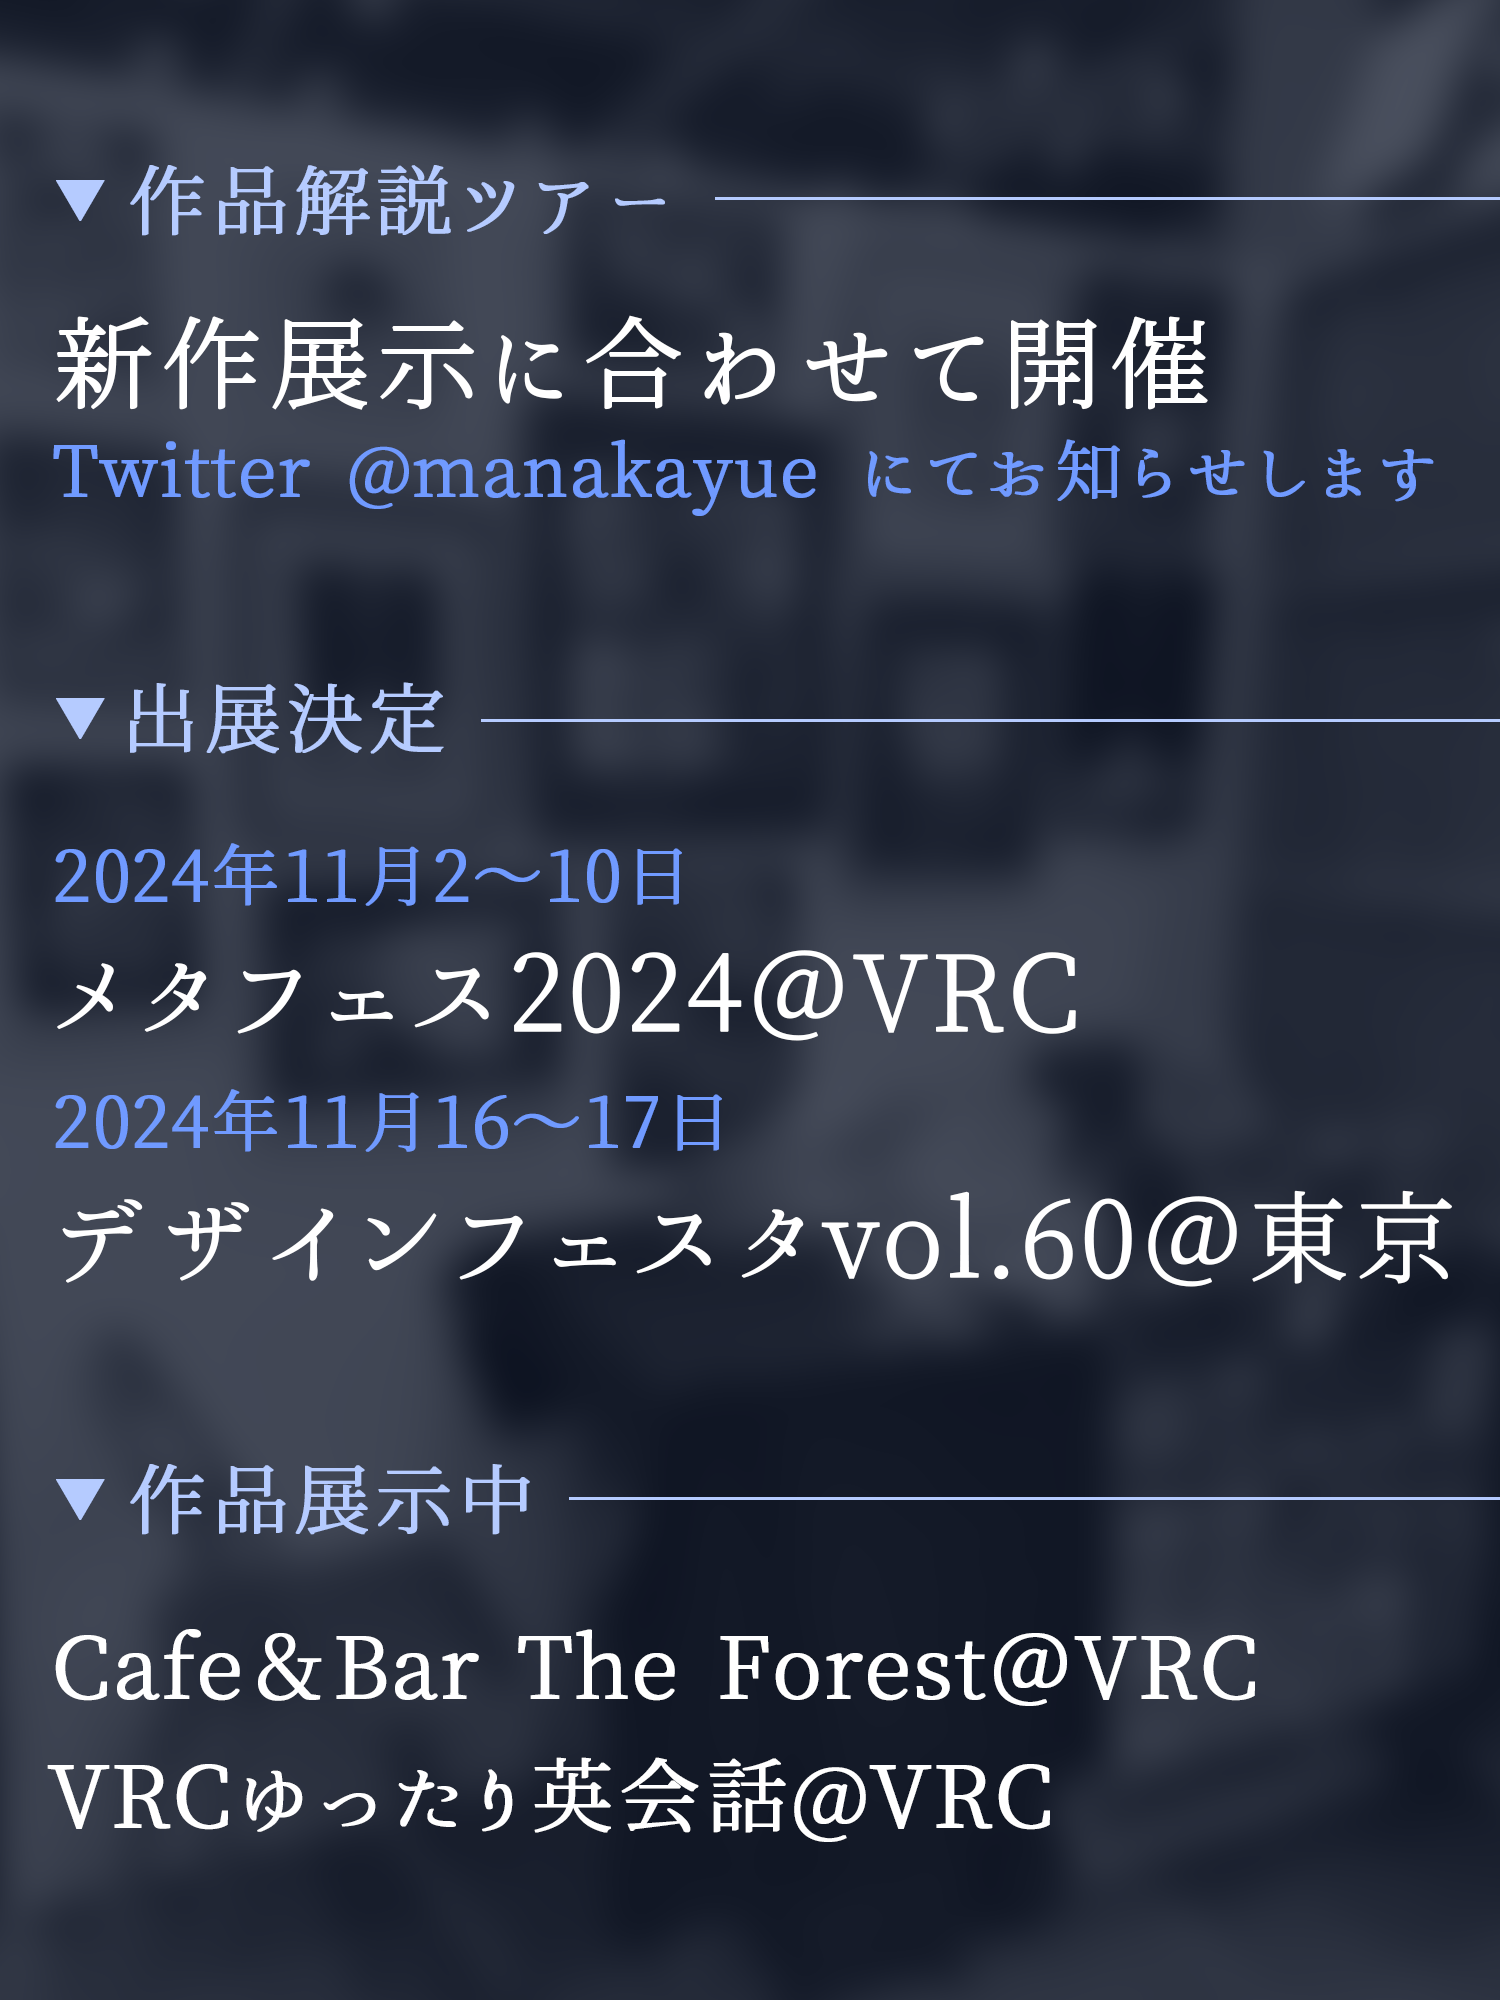 ▼作品解説ツアー
新作展示に合わせて開催
Twitter @manakayue にてお知らせします
▼出展決定
2024年11月2～10日
メタフェス2024@VRC
2024年11月16～17日
デザインフェスタvol.60@東京
▼作品展示中
Cafe＆Bar The Forest@VRC
VRCゆったり英会話@VRC